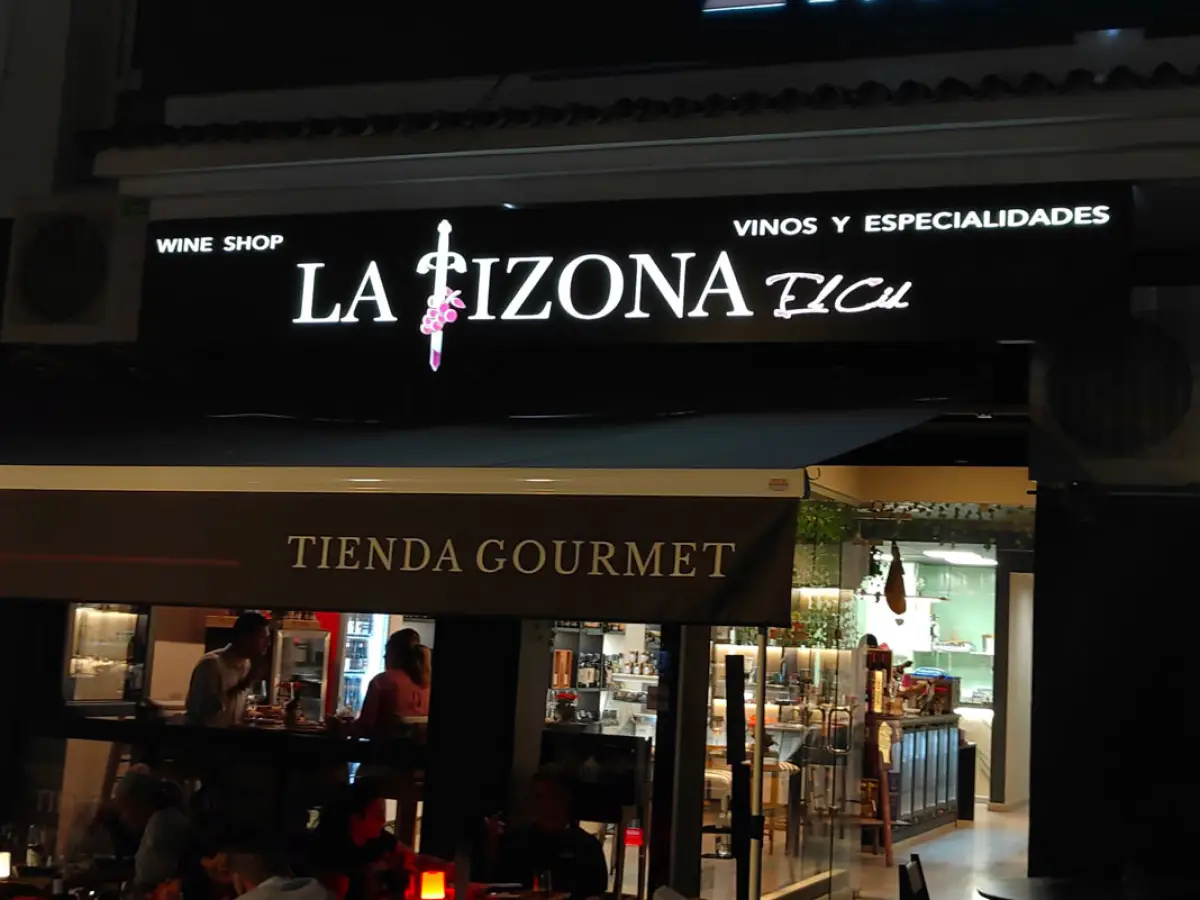 WINE SHOP
VINOS Y ESPECIALIDADES
LA TIZONA El Cid
TIENDA GOURMET